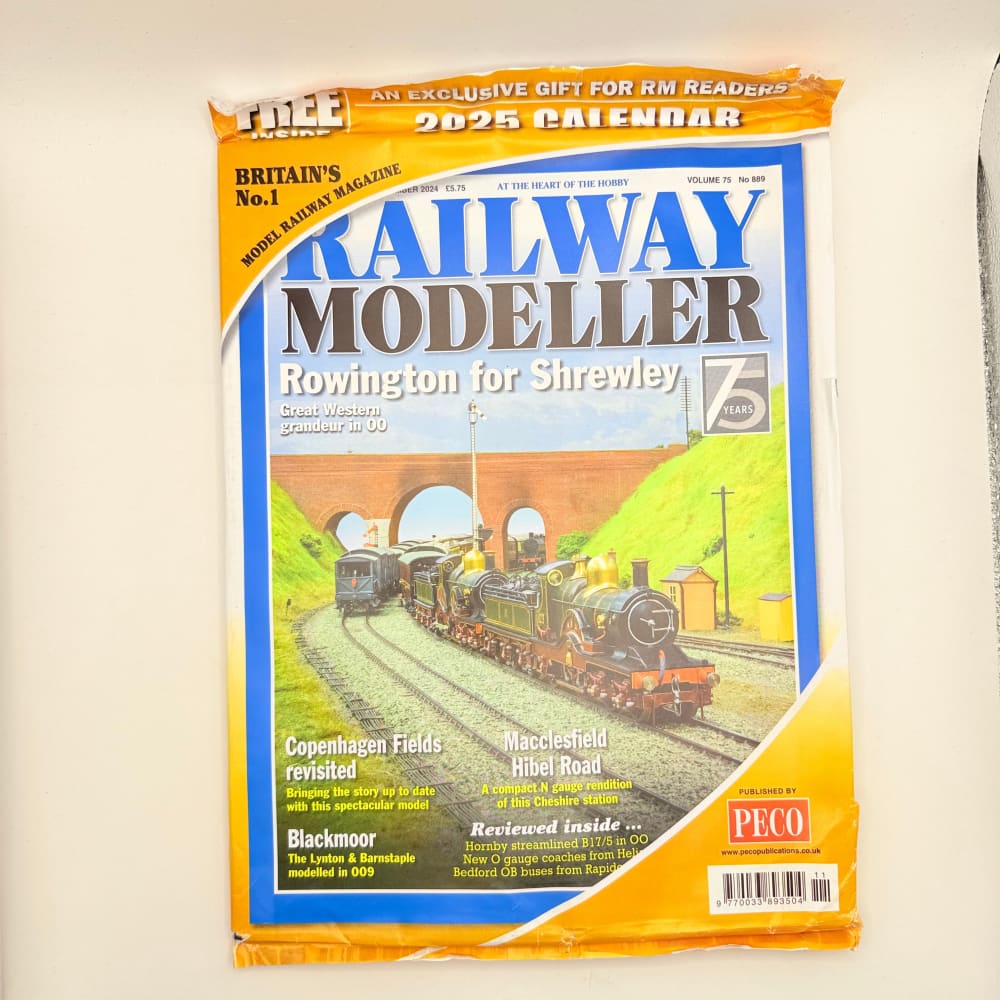 FREE
INSIDE
AN EXCLUSIVE GIFT FOR RM READERS
2025 CALENDAR
BRITAIN'S
No.1
MODEL RAILWAY MAGAZINE
2024 £5.75
AT THE HEART OF THE HOBBY
VOLUME 75 No 889
RAILWAY
MODELLER
Rowington for Shrewley
Great Western
grandeur in OO
75
YEARS
Copenhagen Fields
revisited
Bringing the story up to date
with this spectacular model
Macclesfield
Hibel Road
A compact N gauge rendition
of this Cheshire station
Blackmoor
The Lynton & Barnstaple
modelled in 009
Reviewed inside ...
Hornby streamlined B17/5 in OO
New O gauge coaches from
Bedford OB buses from
PUBLISHED BY
PECO
www.pecopublications.co.uk
11
9 770033 893504